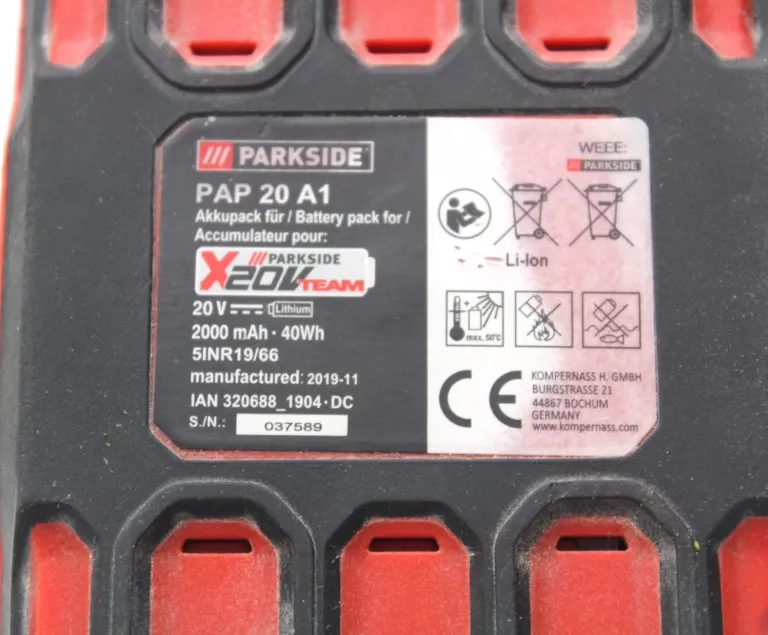 PARKSIDE
PAP 20 A1
Akkupack für / Battery pack for /
Accumulateur pour:
PARKSIDE
X20V TEAM
20 V Lithium
2000 mAh · 40Wh
5INR19/66
manufactured: 2019-11
IAN 320688_1904 · DC
S./N.: 037589
WEEE:
PARKSIDE
Li-Ion
+
max. 50°C
CE
KOMPERNASS H. GMBH
BURGSTRASSE 21
44867 BOCHUM
GERMANY
www.kompernass.com